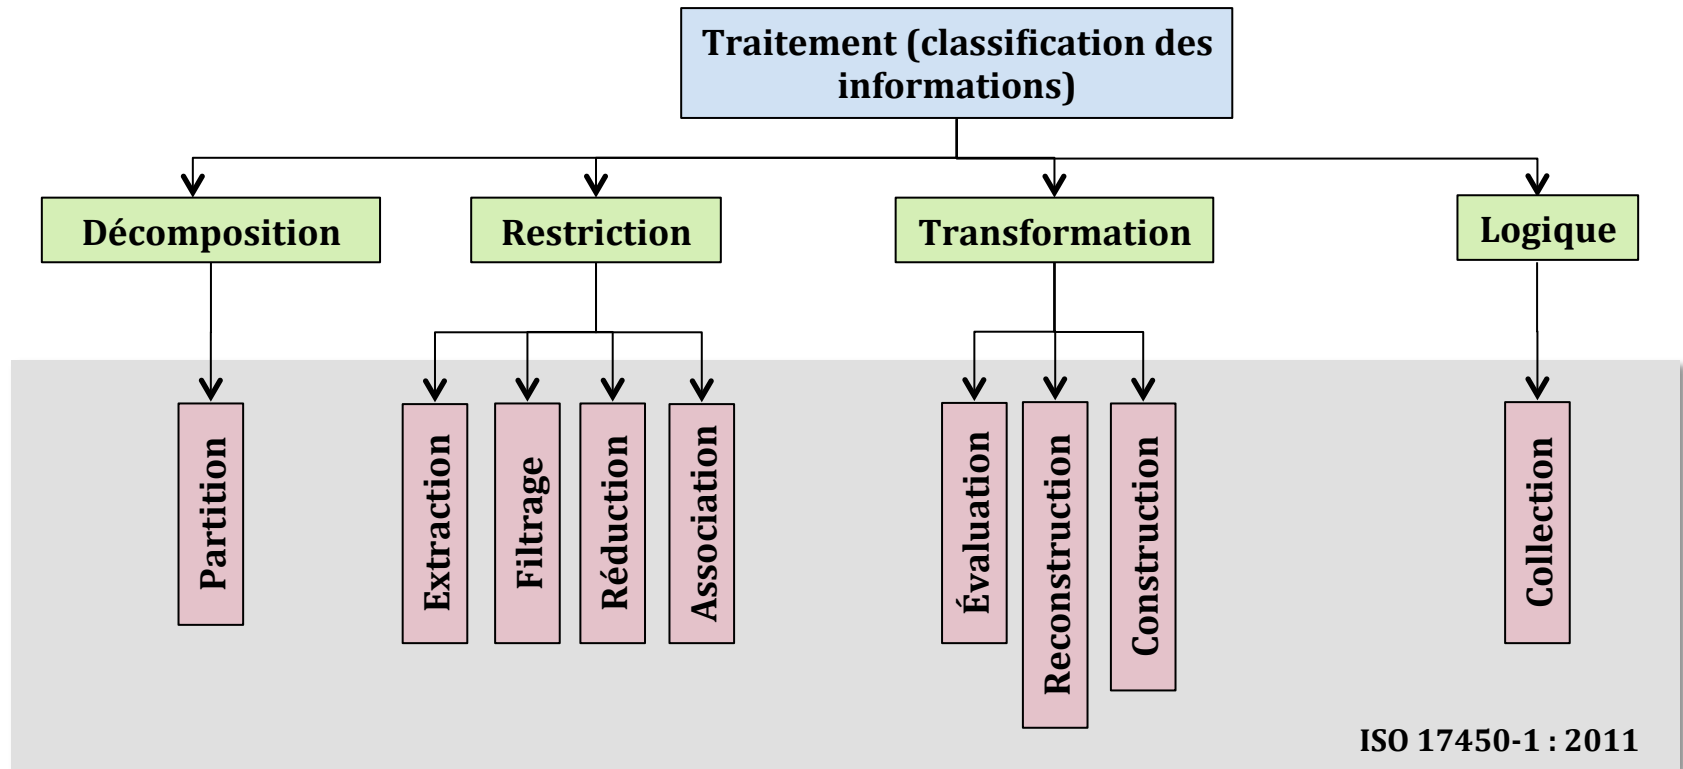 Traitement (classification des
informations)
Décomposition
Restriction
Transformation
Logique
Partition
Extraction
Filtrage
Réduction
Association
Évaluation
Reconstruction
Construction
Collection
ISO 17450-1 : 2011